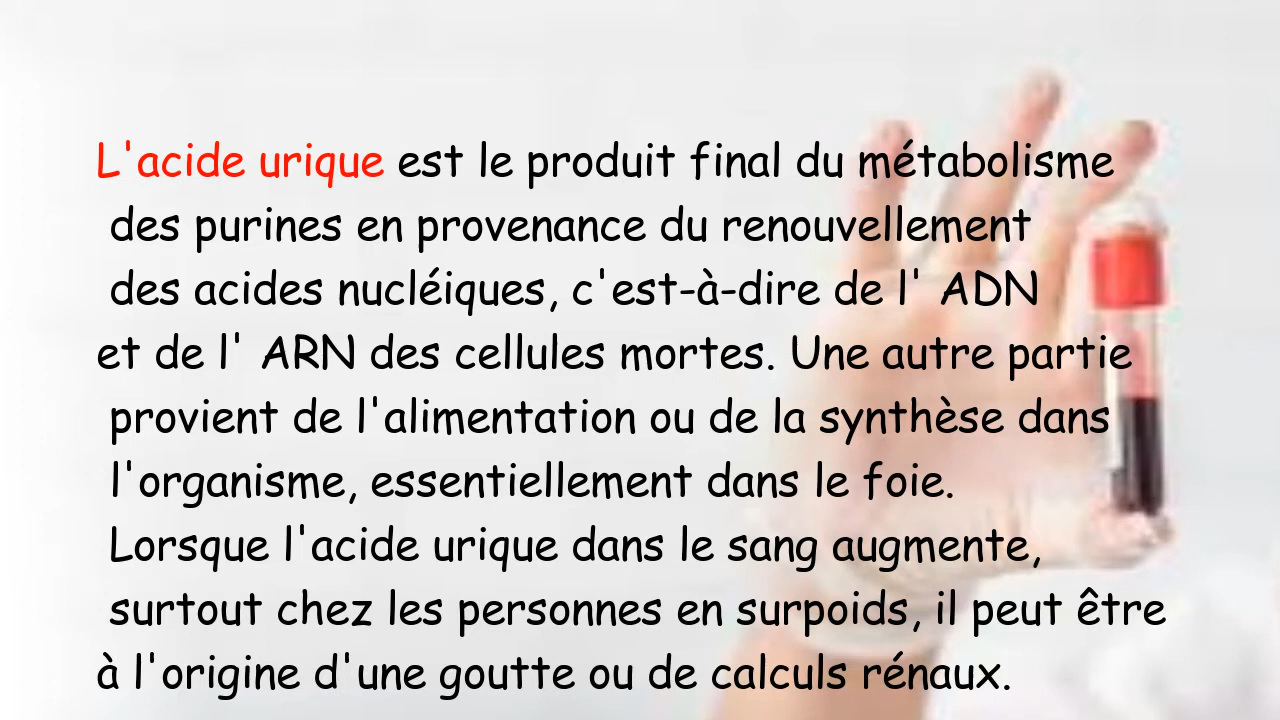 L'acide urique est le produit final du métabolisme
des purines en provenance du renouvellement
des acides nucléiques, c'est-à-dire de l' ADN
et de l' ARN des cellules mortes. Une autre partie
provient de l'alimentation ou de la synthèse dans
l'organisme, essentiellement dans le foie.
Lorsque l'acide urique dans le sang augmente,
surtout chez les personnes en surpoids, il peut être
à l'origine d'une goutte ou de calculs rénaux.